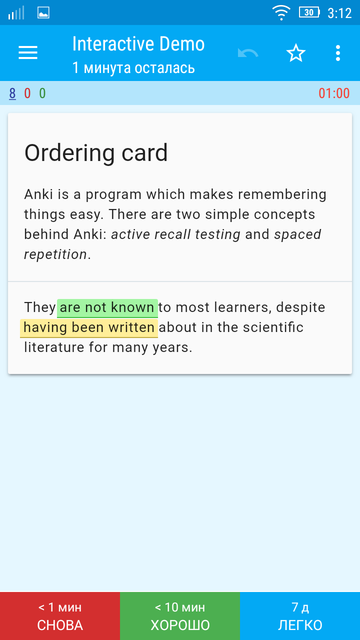 30 3:12
Interactive Demo
1 минута осталась
8 0 0 01:00
Ordering card
Anki is a program which makes remembering
things easy. There are two simple concepts
behind Anki: active recall testing and spaced
repetition.
They are not known to most learners, despite
having been written about in the scientific
literature for many years.
< 1 мин < 10 мин 7 д
СНОВА ХОРОШО ЛЕГКО